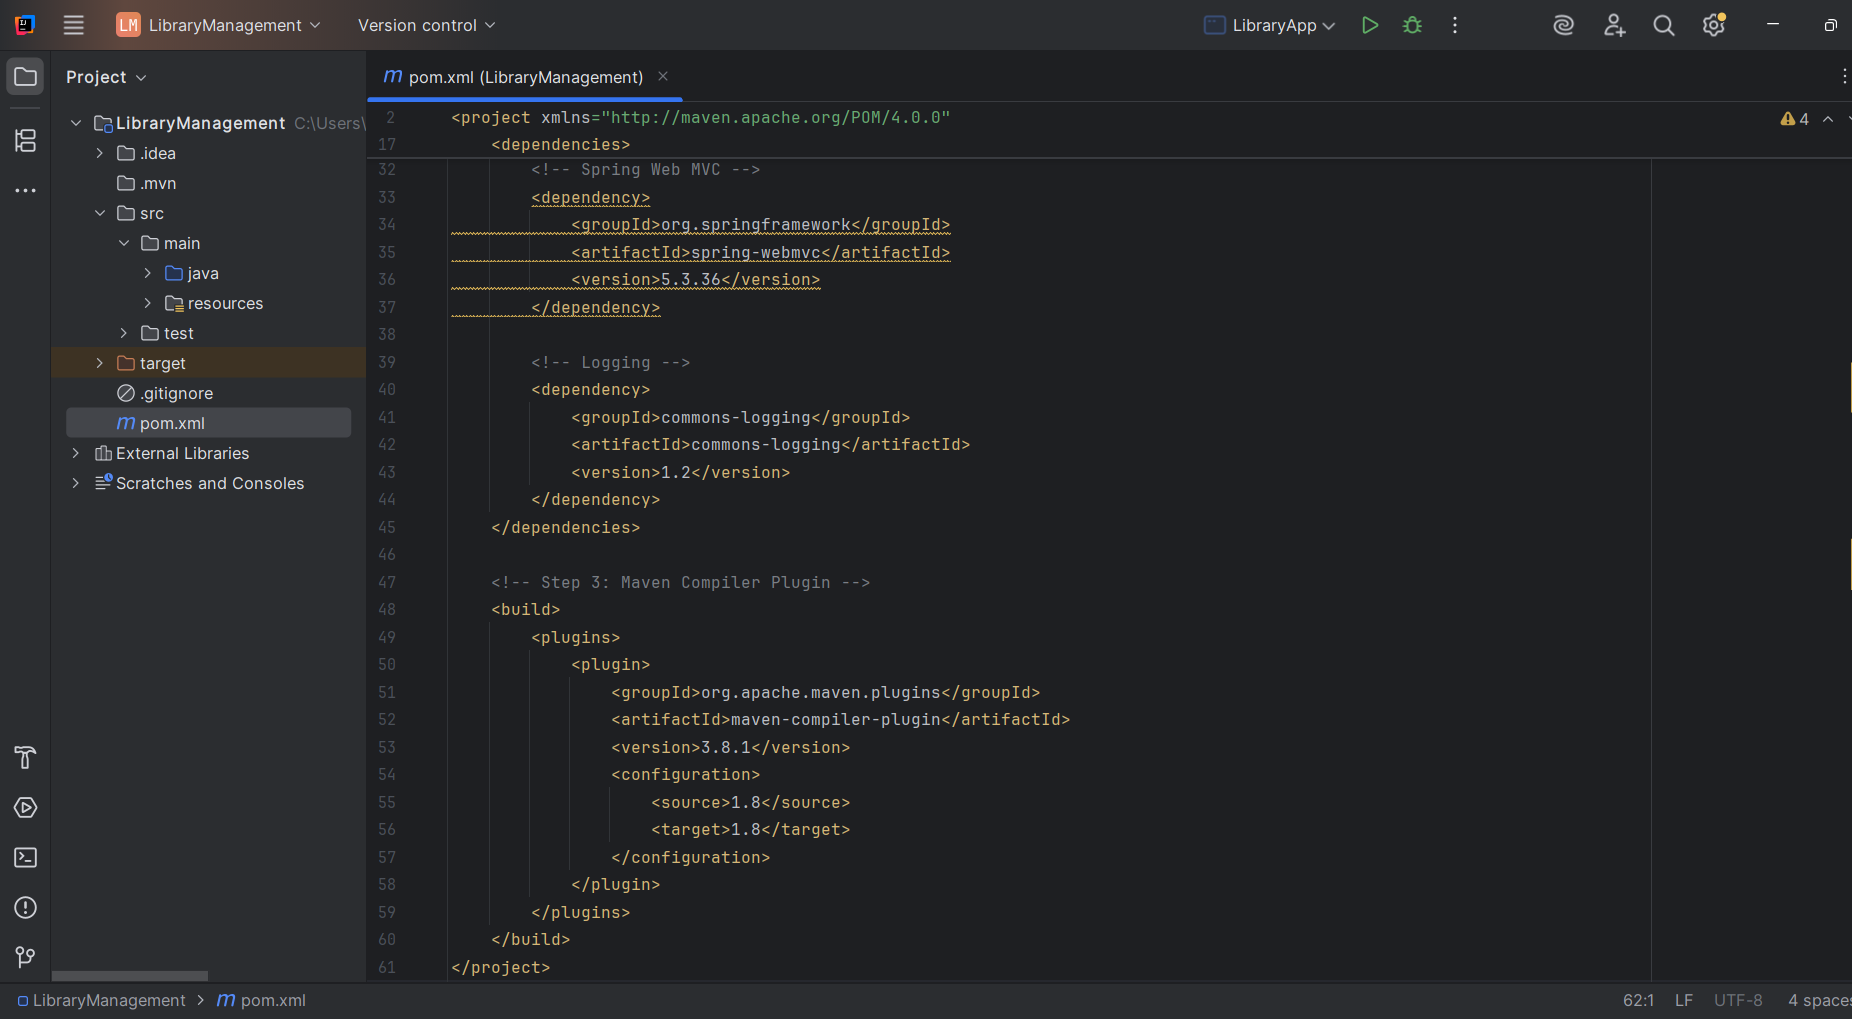 LM LibraryManagement Version control LibraryApp
Project
pom.xml (LibraryManagement)
LibraryManagement C:\Users\
.idea
.mvn
src
main
java
resources
test
target
.gitignore
pom.xml
External Libraries
Scratches and Consoles
2 <project xmlns="http://maven.apache.org/POM/4.0.0"
4
17 <dependencies>
32 <!-- Spring Web MVC -->
33 <dependency>
34 <groupId>org.springframework</groupId>
35 <artifactId>spring-webmvc</artifactId>
36 <version>5.3.36</version>
37 </dependency>
38
39 <!-- Logging -->
40 <dependency>
41 <groupId>commons-logging</groupId>
42 <artifactId>commons-logging</artifactId>
43 <version>1.2</version>
44 </dependency>
45 </dependencies>
46
47 <!-- Step 3: Maven Compiler Plugin -->
48 <build>
49 <plugins>
50 <plugin>
51 <groupId>org.apache.maven.plugins</groupId>
52 <artifactId>maven-compiler-plugin</artifactId>
53 <version>3.8.1</version>
54 <configuration>
55 <source>1.8</source>
56 <target>1.8</target>
57 </configuration>
58 </plugin>
59 </plugins>
60 </build>
61 </project>
LibraryManagement > pom.xml
62:1 LF UTF-8 4 spaces